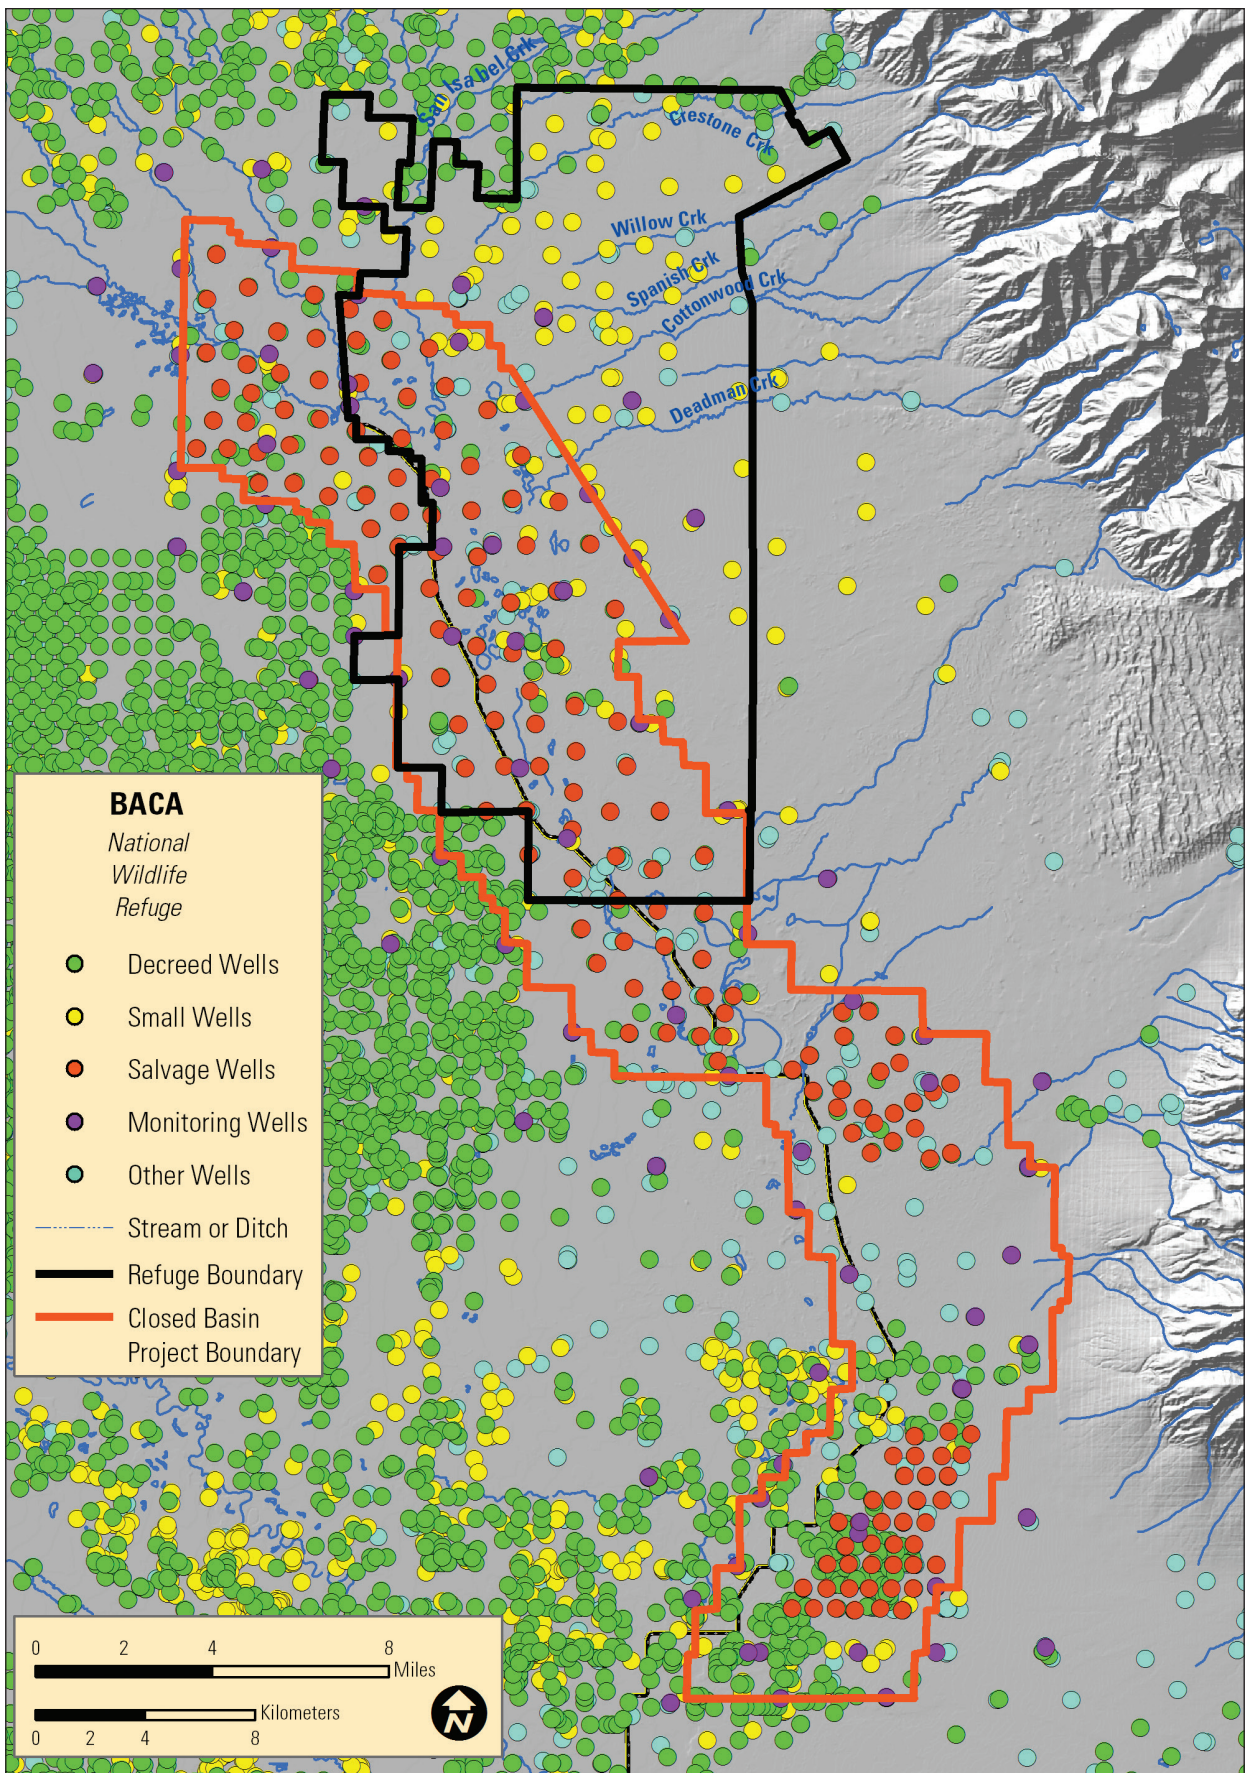 San Isabel Crk
Crestone Crk
Willow Crk
Spanish Crk
Cottonwood Crk
Deadman Crk
BACA
National
Wildlife
Refuge
Decreed Wells
Small Wells
Salvage Wells
Monitoring Wells
Other Wells
Stream or Ditch
Refuge Boundary
Closed Basin
Project Boundary
0 2 4 8
Miles
Kilometers
0 2 4 8
N